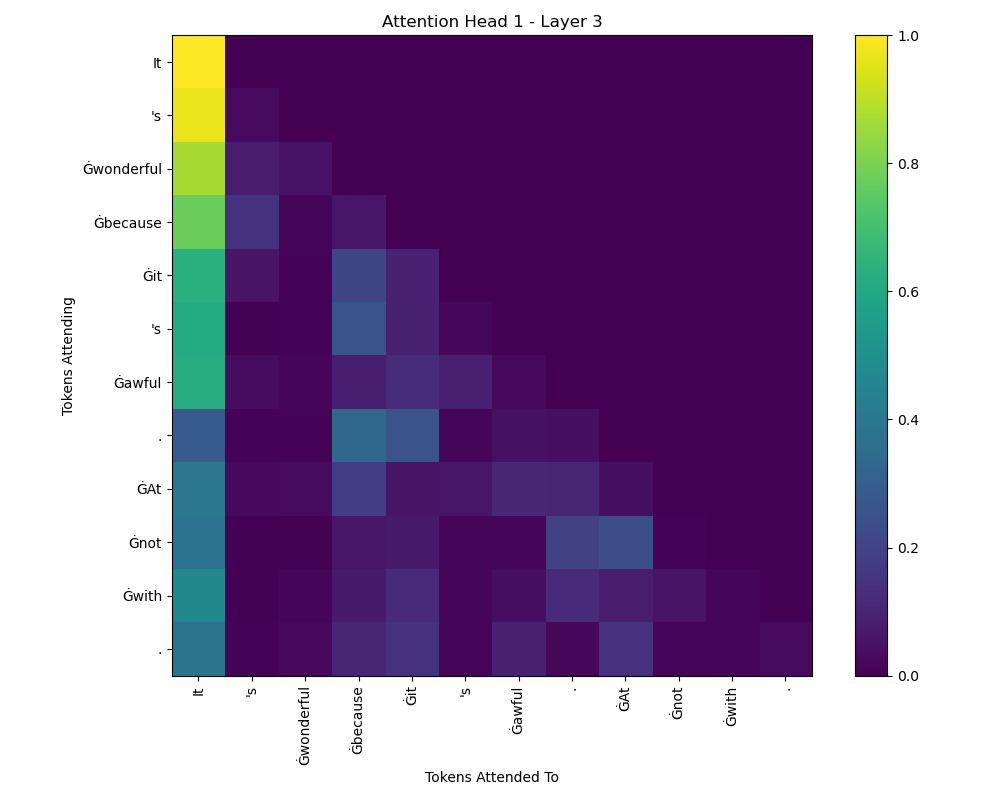 Attention Head 1 - Layer 3
It
's
Ġwonderful
Ġbecause
Ġit
's
Ġawful
.
ĠAt
Ġnot
Ġwith
.
Tokens Attending
It
's
Ġwonderful
Ġbecause
Ġit
's
Ġawful
.
ĠAt
Ġnot
Ġwith
.
Tokens Attended To
1.0
0.8
0.6
0.4
0.2
0.0